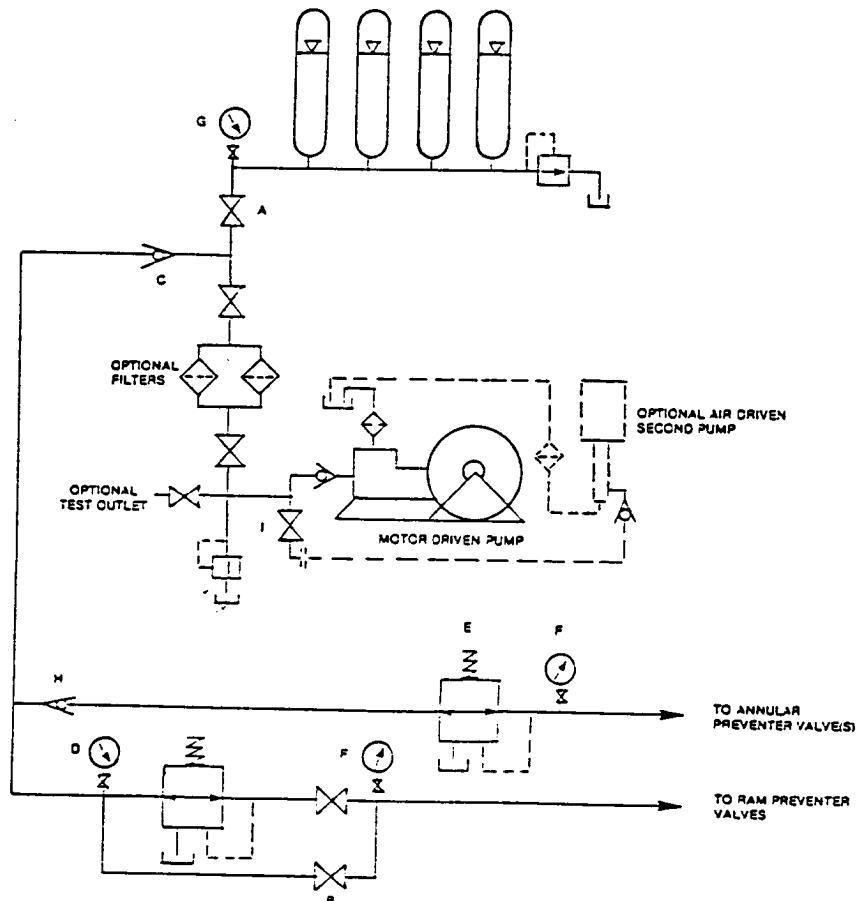 G
A
C
OPTIONAL
FILTERS
OPTIONAL AIR DRIVEN
SECOND PUMP
OPTIONAL
TEST OUTLET
I
MOTOR DRIVEN PUMP
E
F
H
TO ANNULAR
PREVENTER VALVE(S)
D
F
TO RAM PREVENTER
VALVES